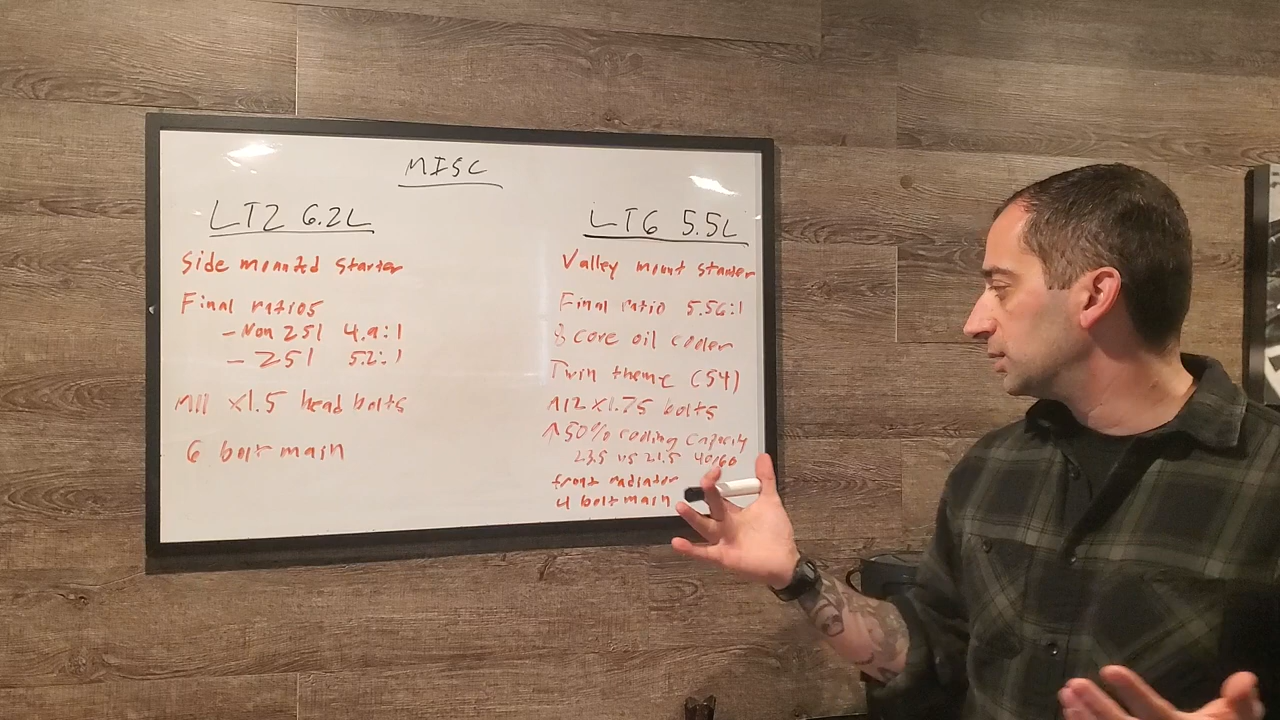 MISC
LT2 6.2L
Side mounted starter
Final ratios
- Non Z51 4.9:1
- Z51 5.2:1
M11 x1.5 head bolts
6 bolt main
LT6 5.5L
Valley mount starter
Final ratio 5.56:1
8 core oil cooler
Twin therme (54)
M12 x1.75 bolts
↑50% cooling capacity
23.5 vs 21.5 40/60
front radiator
4 bolt main